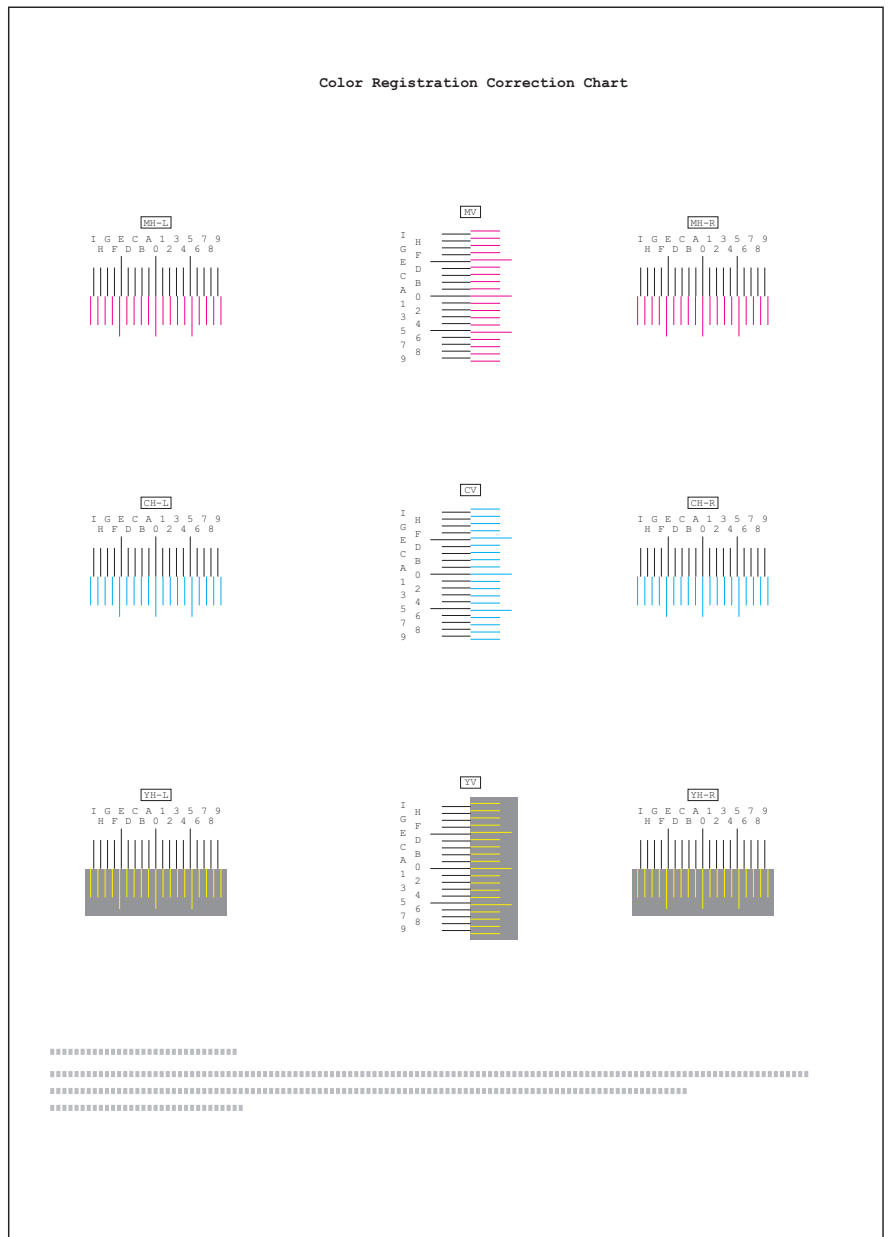 Color Registration Correction Chart
MH-L
I G E C A 1 3 5 7 9
H F D B 0 2 4 6 8
MV
I
H
G
F
E
D
C
B
A
0
1
2
3
4
5
6
7
8
9
MH-R
I G E C A 1 3 5 7 9
H F D B 0 2 4 6 8
CH-L
I G E C A 1 3 5 7 9
H F D B 0 2 4 6 8
CV
I
H
G
F
E
D
C
B
A
0
1
2
3
4
5
6
7
8
9
CH-R
I G E C A 1 3 5 7 9
H F D B 0 2 4 6 8
YH-L
I G E C A 1 3 5 7 9
H F D B 0 2 4 6 8
YV
I
H
G
F
E
D
C
B
A
0
1
2
3
4
5
6
7
8
9
YH-R
I G E C A 1 3 5 7 9
H F D B 0 2 4 6 8